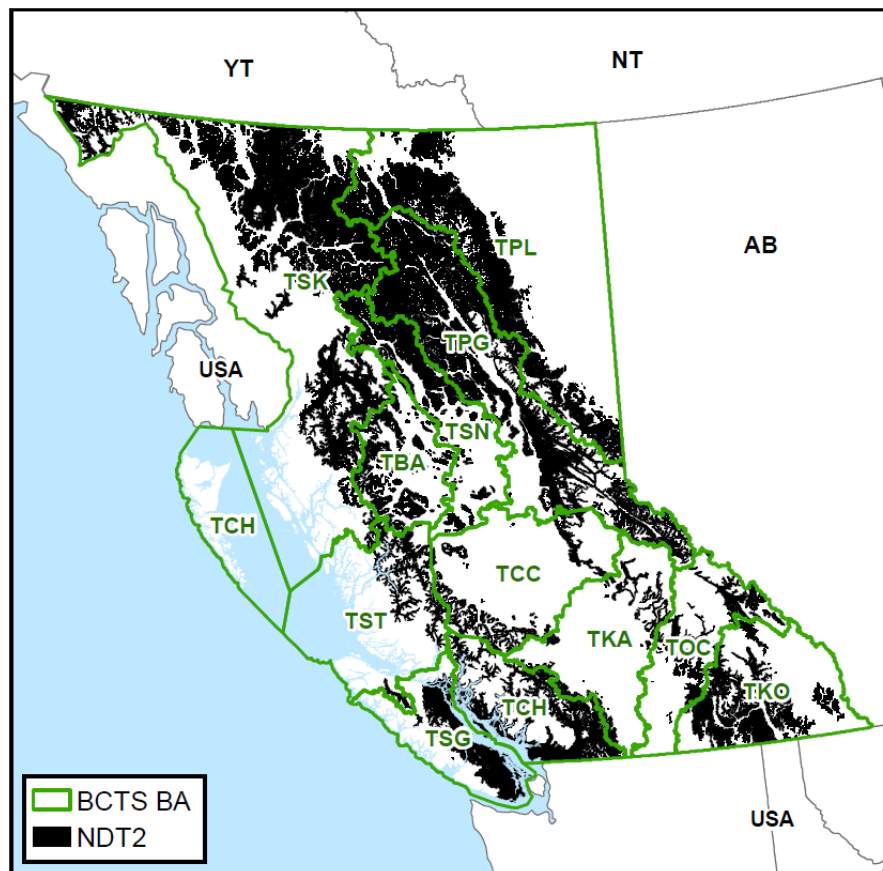 YT
NT
AB
TPL
TSK
TPG
USA
TSN
TBA
TCH
TCC
TST
TKA
TOC
TKO
TCH
TSG
BCTS BA
NDT2
USA